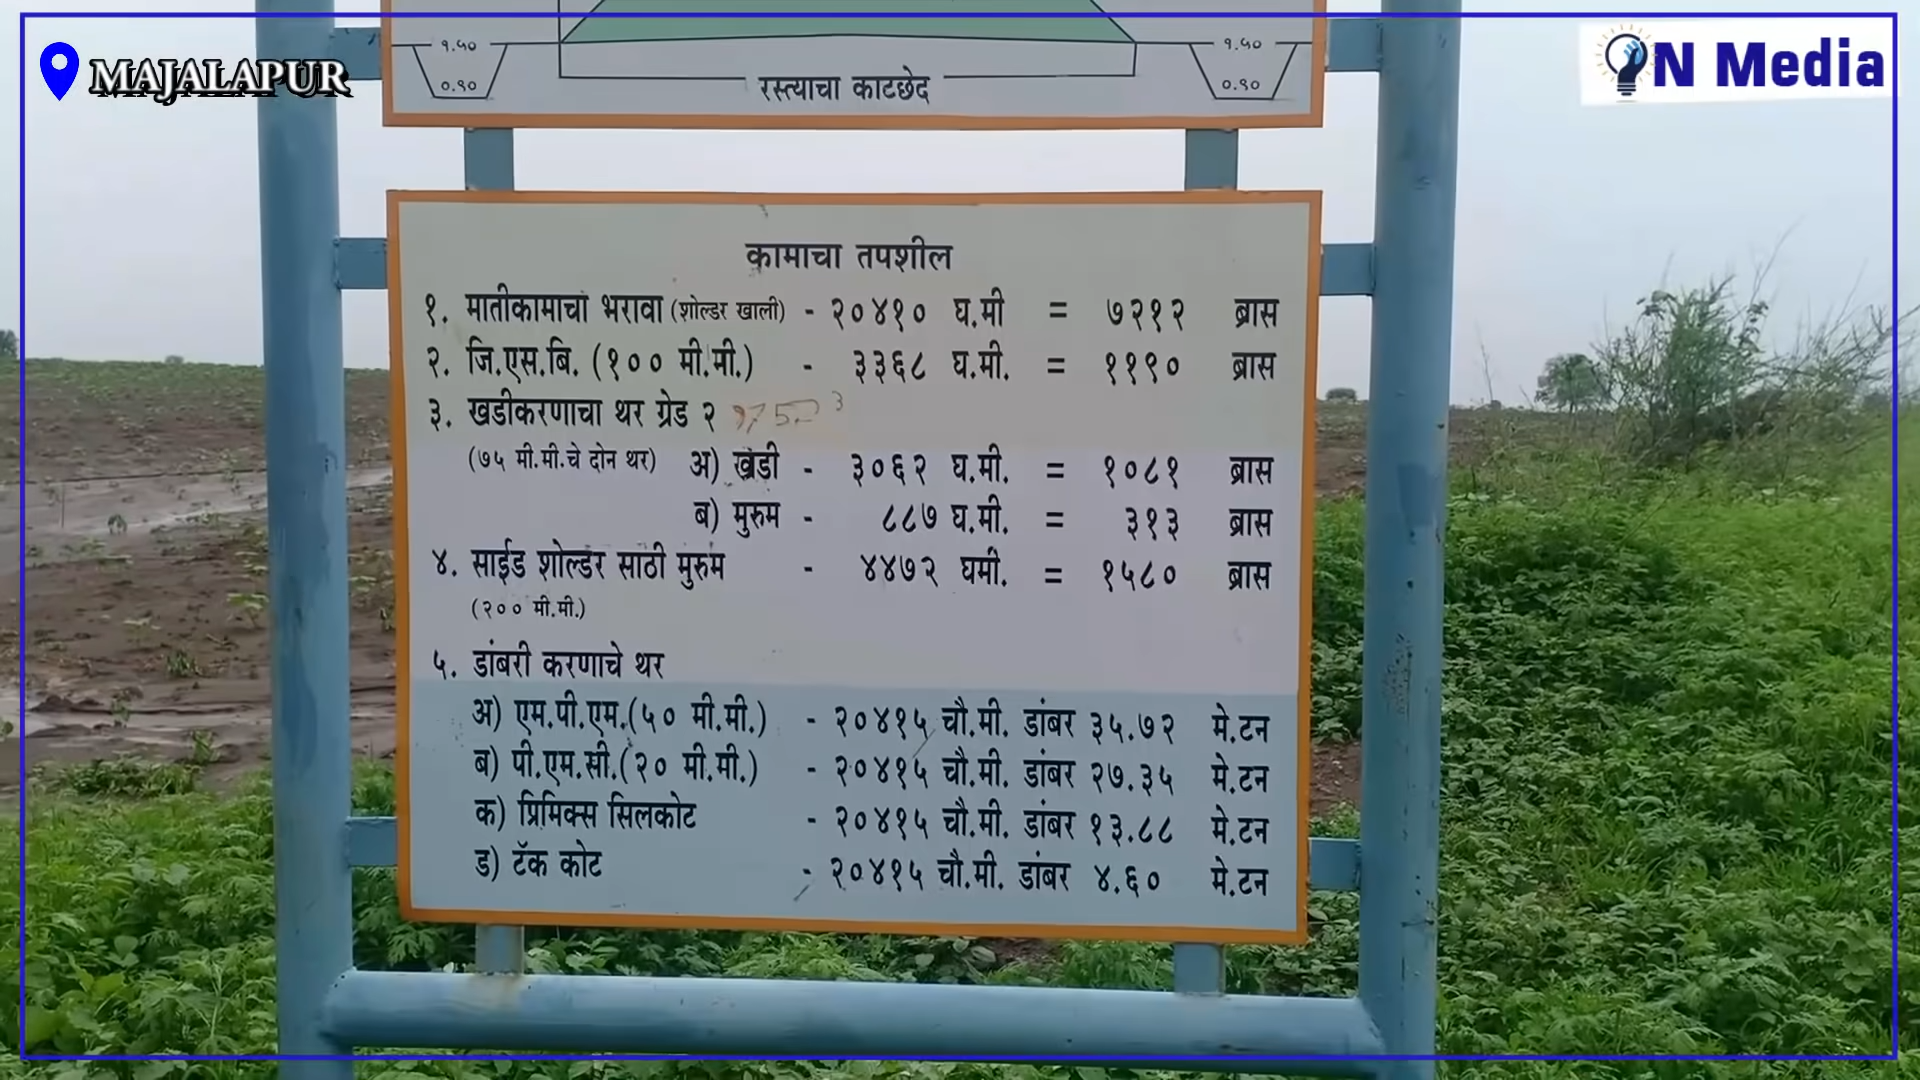 MAJALAPUR
ON Media
१.५० १.५०
०.९० ०.९०
रस्त्याचा काटछेद
कामाचा तपशील
१. मातीकामाचा भरावा (शोल्डर खाली) - २०४१० घ.मी = ७२१२ ब्रास
२. जि.एस.बि. (१०० मी.मी.) - ३३६८ घ.मी. = ११९० ब्रास
३. खडीकरणाचा थर ग्रेड २
(७५ मी.मी.चे दोन थर) अ) खडी - ३०६२ घ.मी. = १०८१ ब्रास
ब) मुरुम - ८८७ घ.मी. = ३१३ ब्रास
४. साईड शोल्डर साठी मुरुम - ४४७२ घमी. = १५८० ब्रास
(२०० मी.मी.)
५. डांबरी करणाचे थर
अ) एम.पी.एम.(५० मी.मी.) - २०४१५ चौ.मी. डांबर ३५.७२ मे.टन
ब) पी.एम.सी.(२० मी.मी.) - २०४१५ चौ.मी. डांबर २७.३५ मे.टन
क) प्रिमिक्स सिलकोट - २०४१५ चौ.मी. डांबर १३.८८ मे.टन
ड) टॅक कोट - २०४१५ चौ.मी. डांबर ४.६० मे.टन